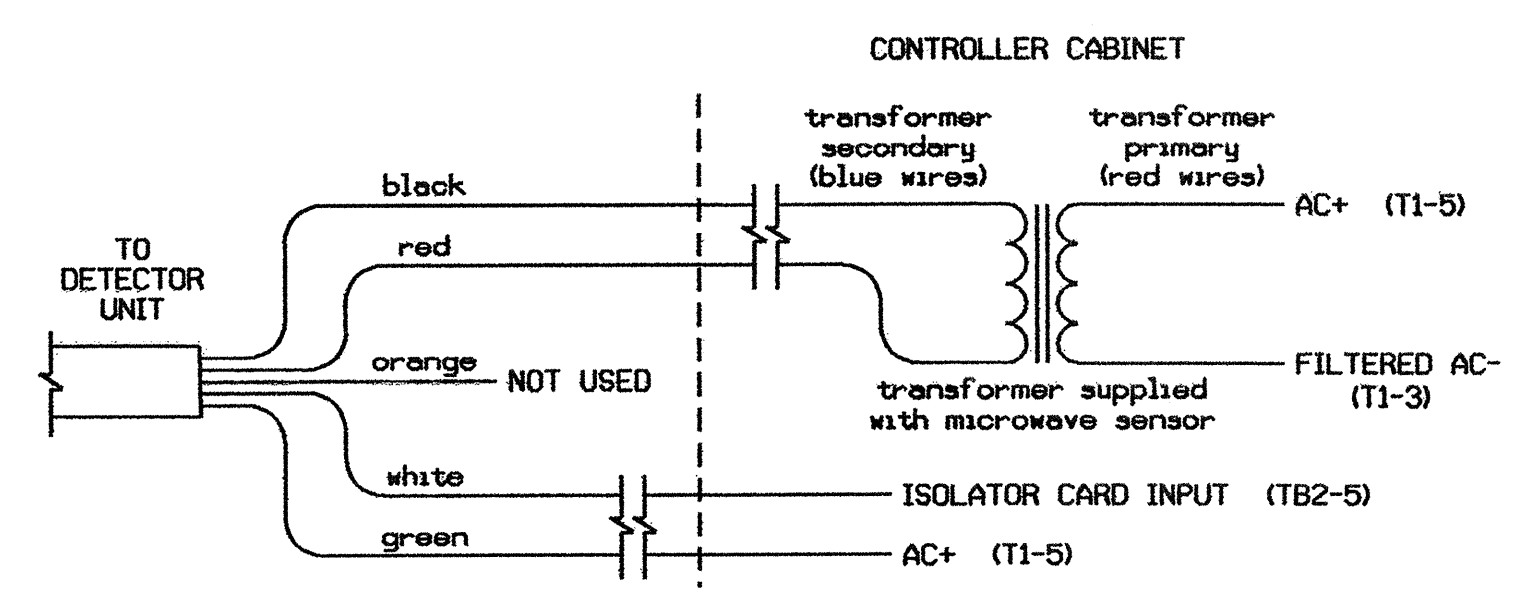 CONTROLLER CABINET
transformer
secondary
(blue wires)
transformer
primary
(red wires)
black
AC+ (T1-5)
red
TO
DETECTOR
UNIT
orange
NOT USED
FILTERED AC-
(T1-3)
transformer supplied
with microwave sensor
white
ISOLATOR CARD INPUT (TB2-5)
green
AC+ (T1-5)